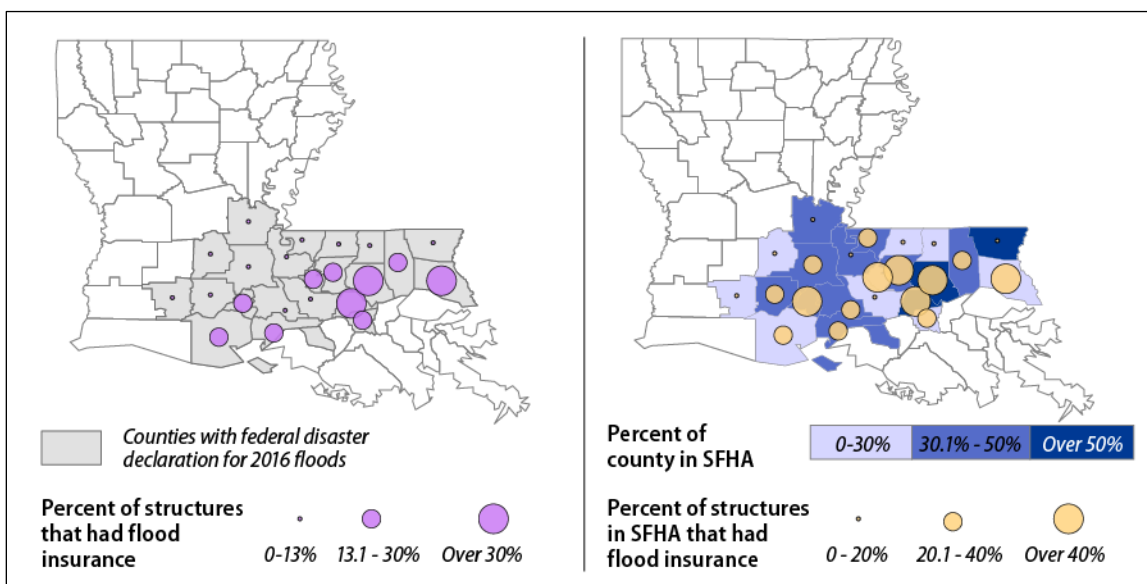 Counties with federal disaster
declaration for 2016 floods
Percent of structures
that had flood
insurance
0-13%
13.1 - 30%
Over 30%
Percent of
county in SFHA
0-30%
30.1% - 50%
Over 50%
Percent of structures
in SFHA that had
flood insurance
0 - 20%
20.1 - 40%
Over 40%